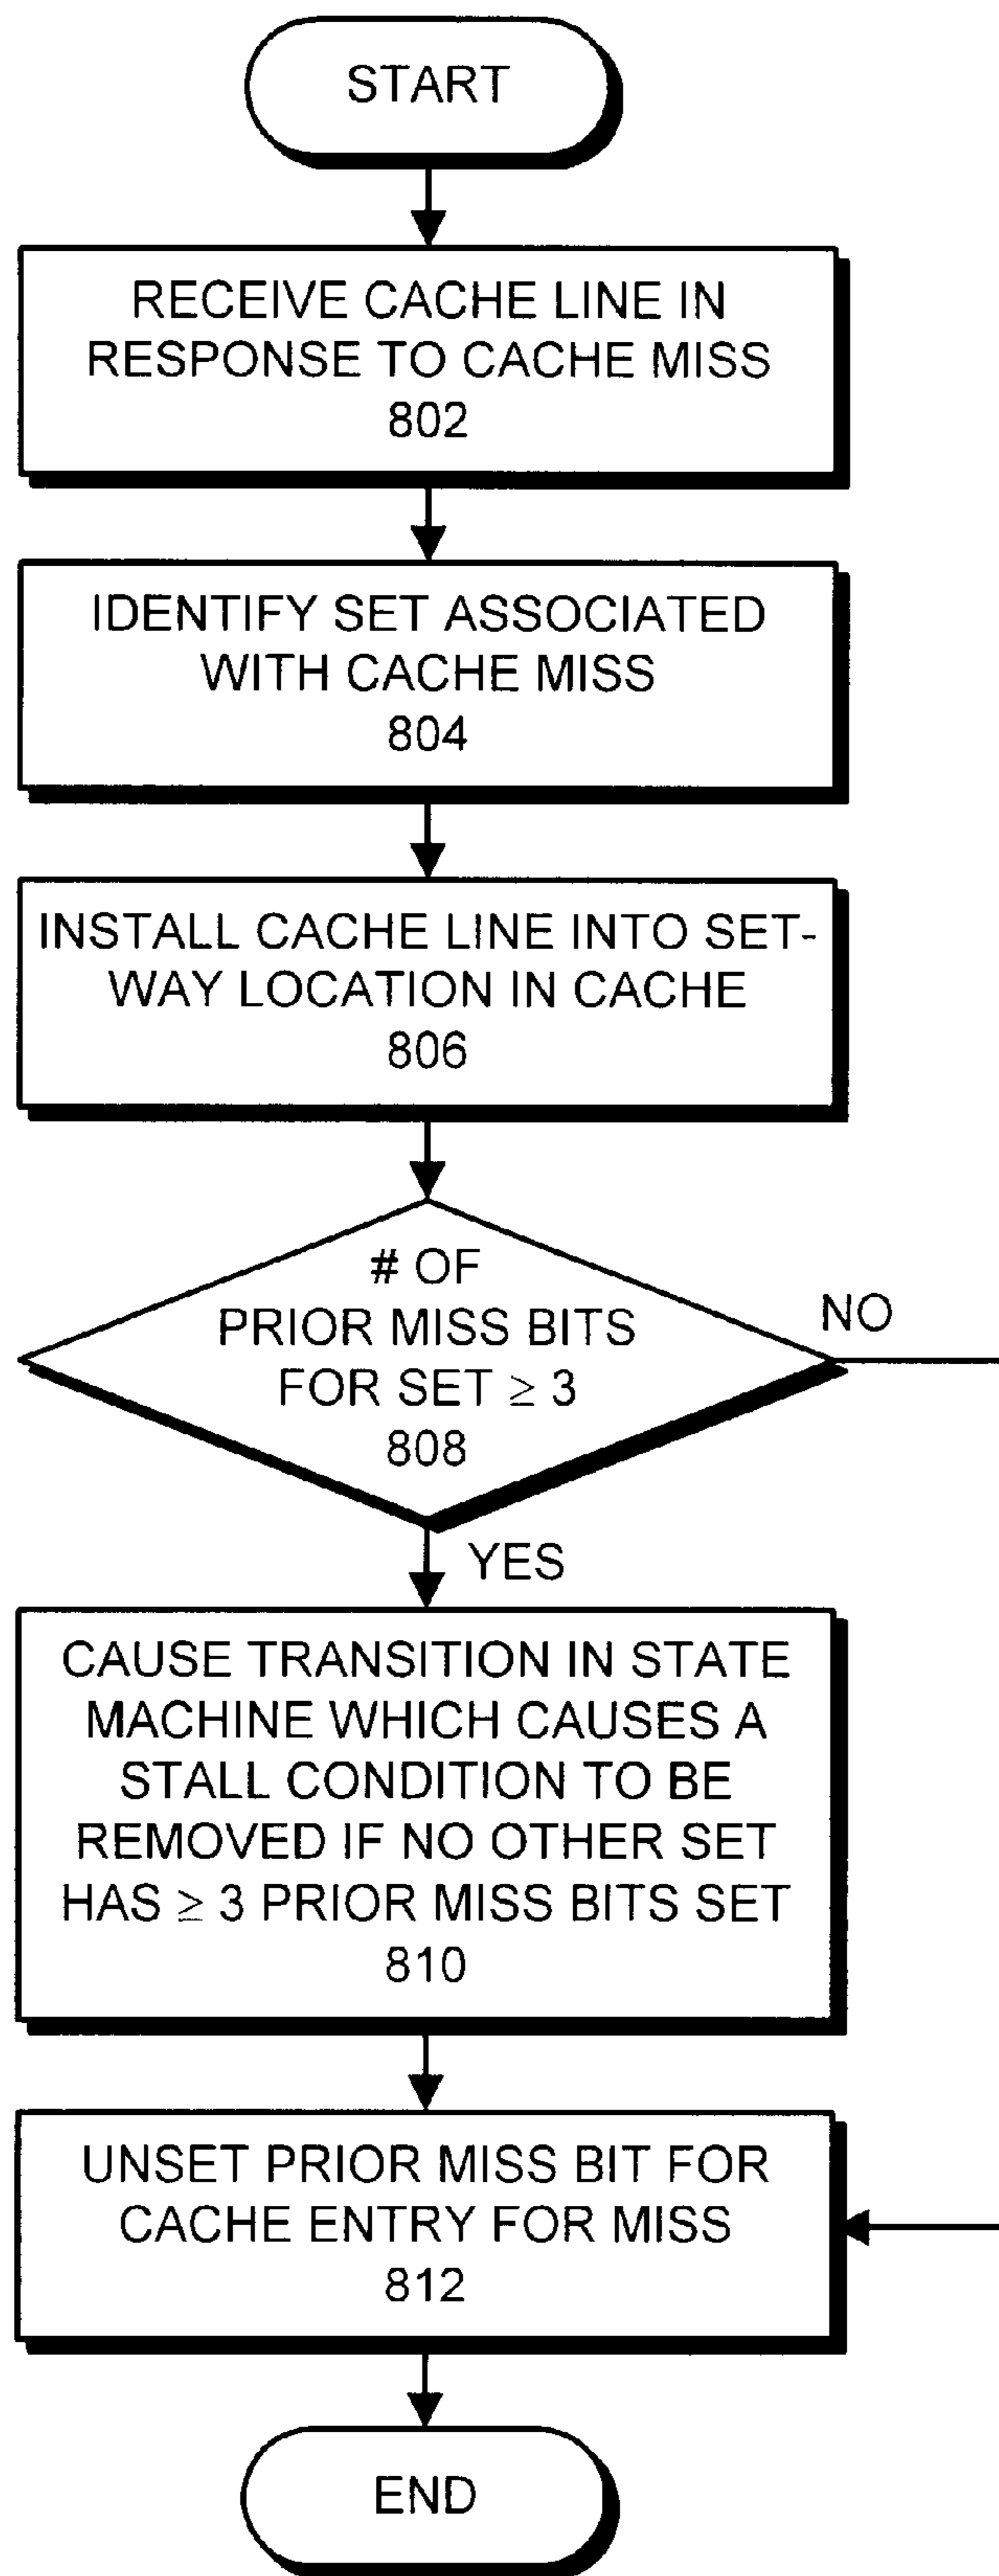 START
RECEIVE CACHE LINE IN
RESPONSE TO CACHE MISS
802
IDENTIFY SET ASSOCIATED
WITH CACHE MISS
804
INSTALL CACHE LINE INTO SET-
WAY LOCATION IN CACHE
806
# OF
PRIOR MISS BITS
FOR SET ≥ 3
808
NO
YES
CAUSE TRANSITION IN STATE
MACHINE WHICH CAUSES A
STALL CONDITION TO BE
REMOVED IF NO OTHER SET
HAS ≥ 3 PRIOR MISS BITS SET
810
UNSET PRIOR MISS BIT FOR
CACHE ENTRY FOR MISS
812
END